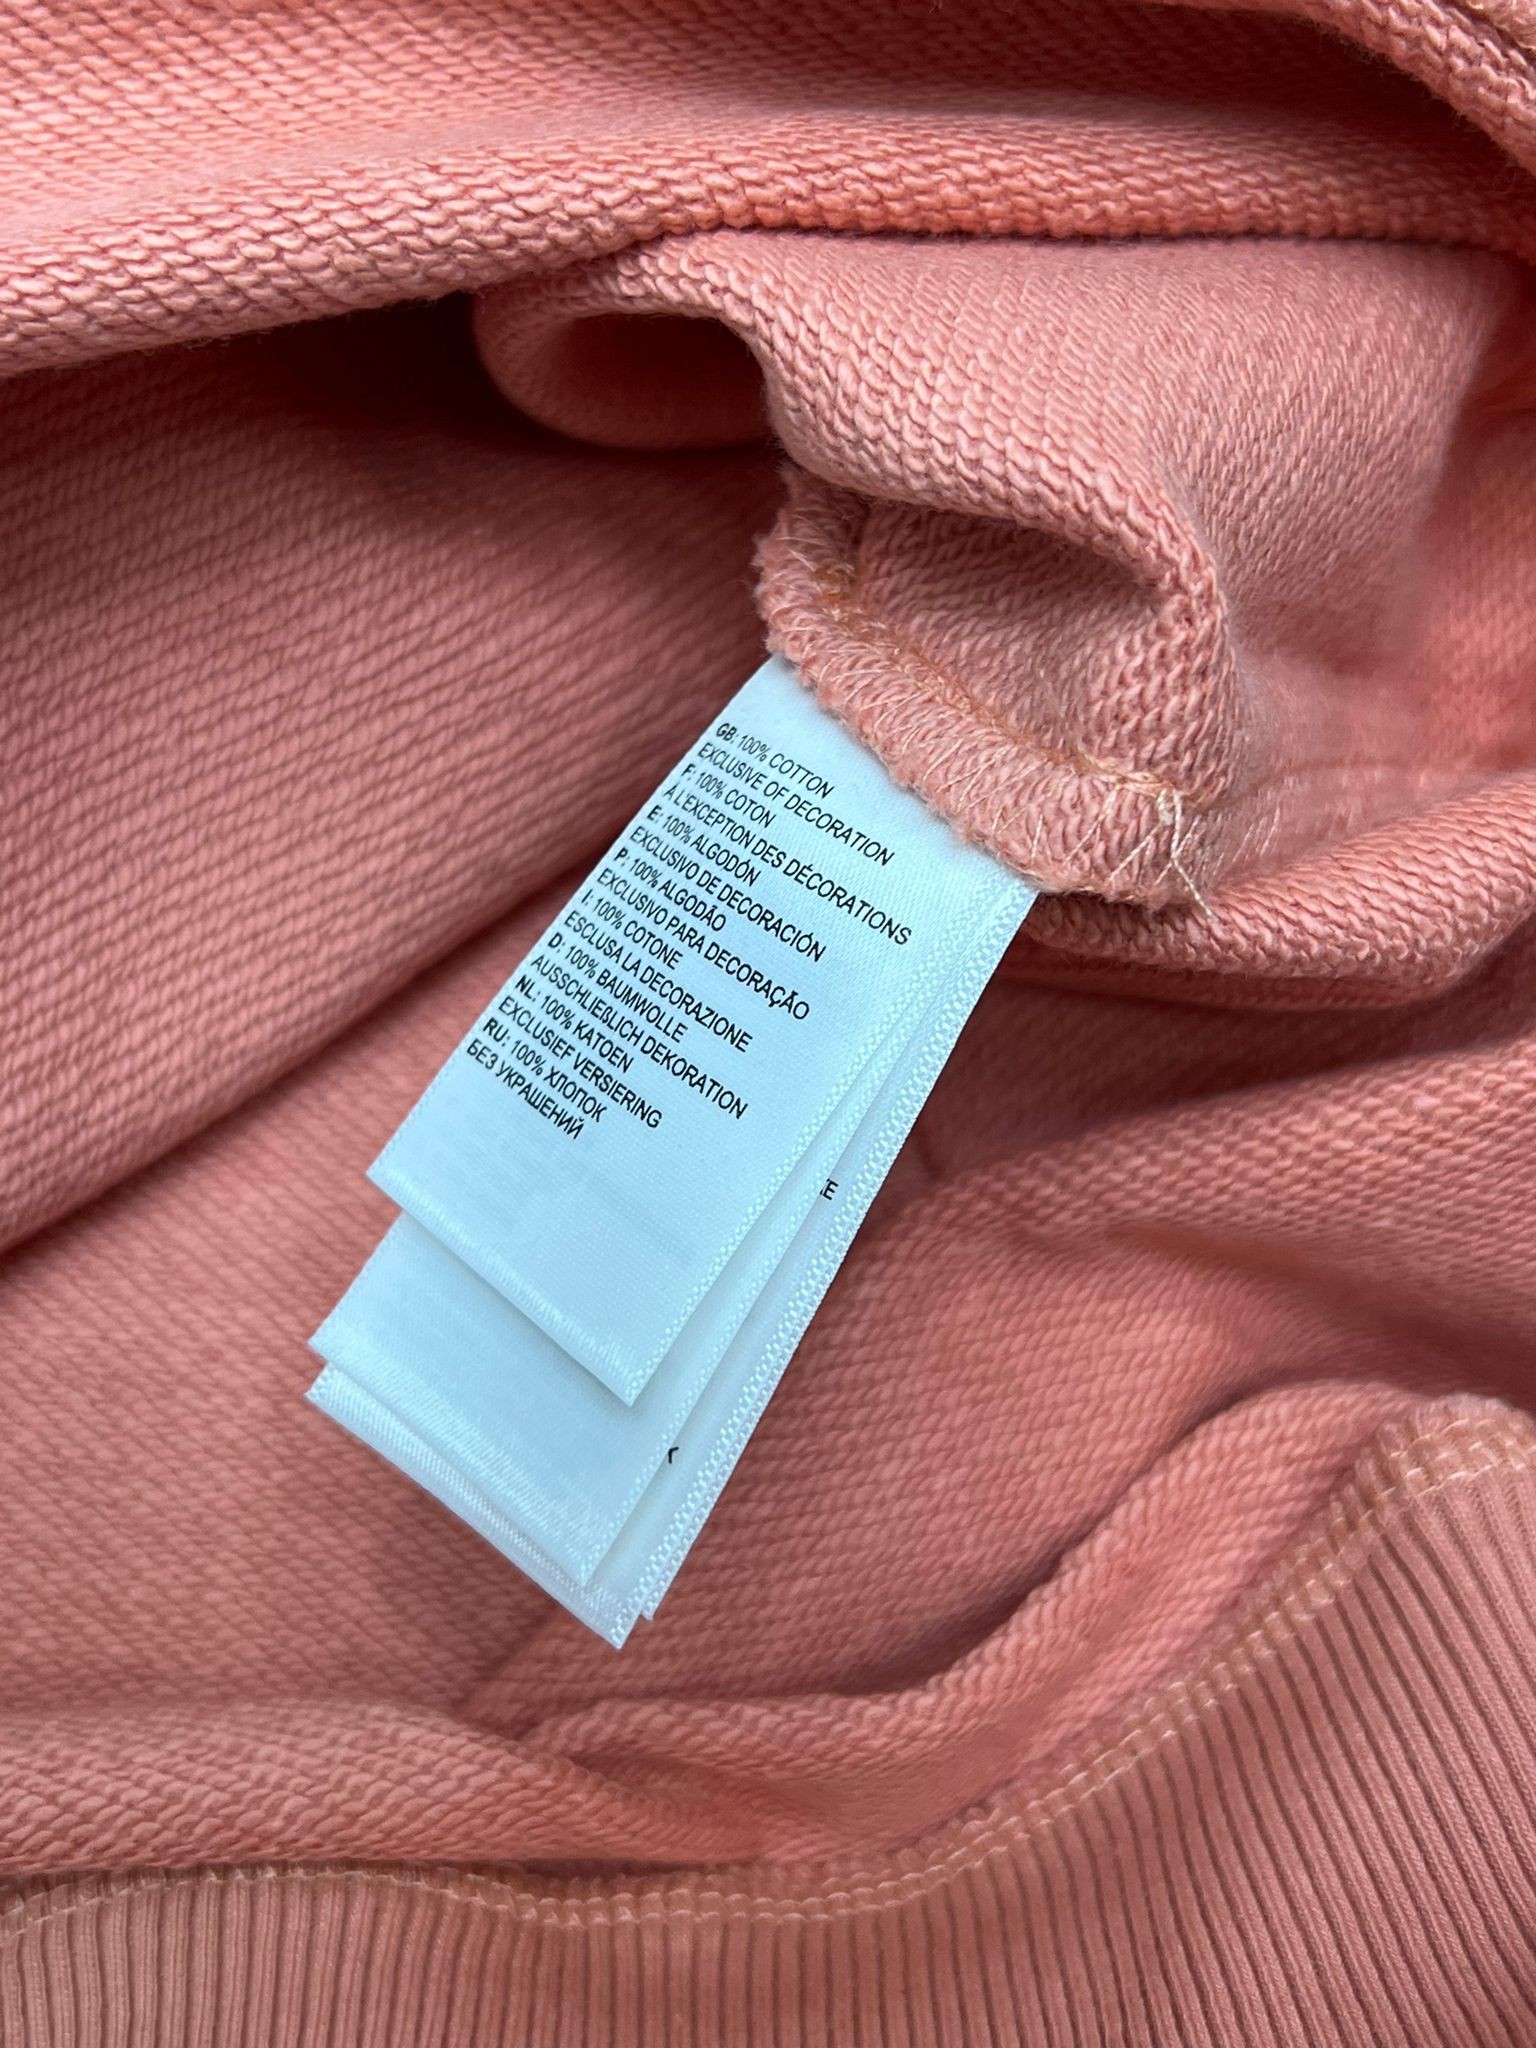 GB: 100% COTTON
EXCLUSIVE OF DECORATION
F: 100% COTON
A L'EXCEPTION DES DÉCORATIONS
E: 100% ALGODÓN
EXCLUSIVO DE DECORACIÓN
P: 100% ALGODÃO
EXCLUSIVO PARA DECORAÇÃO
I: 100% COTONE
ESCLUSA LA DECORAZIONE
D: 100% BAUMWOLLE
AUSSCHLIEßLICH DEKORATION
NL: 100% KATOEN
EXCLUSIEF VERSIERING
RU: 100% ХЛОПОК
БЕЗ УКРАШЕНИЙ